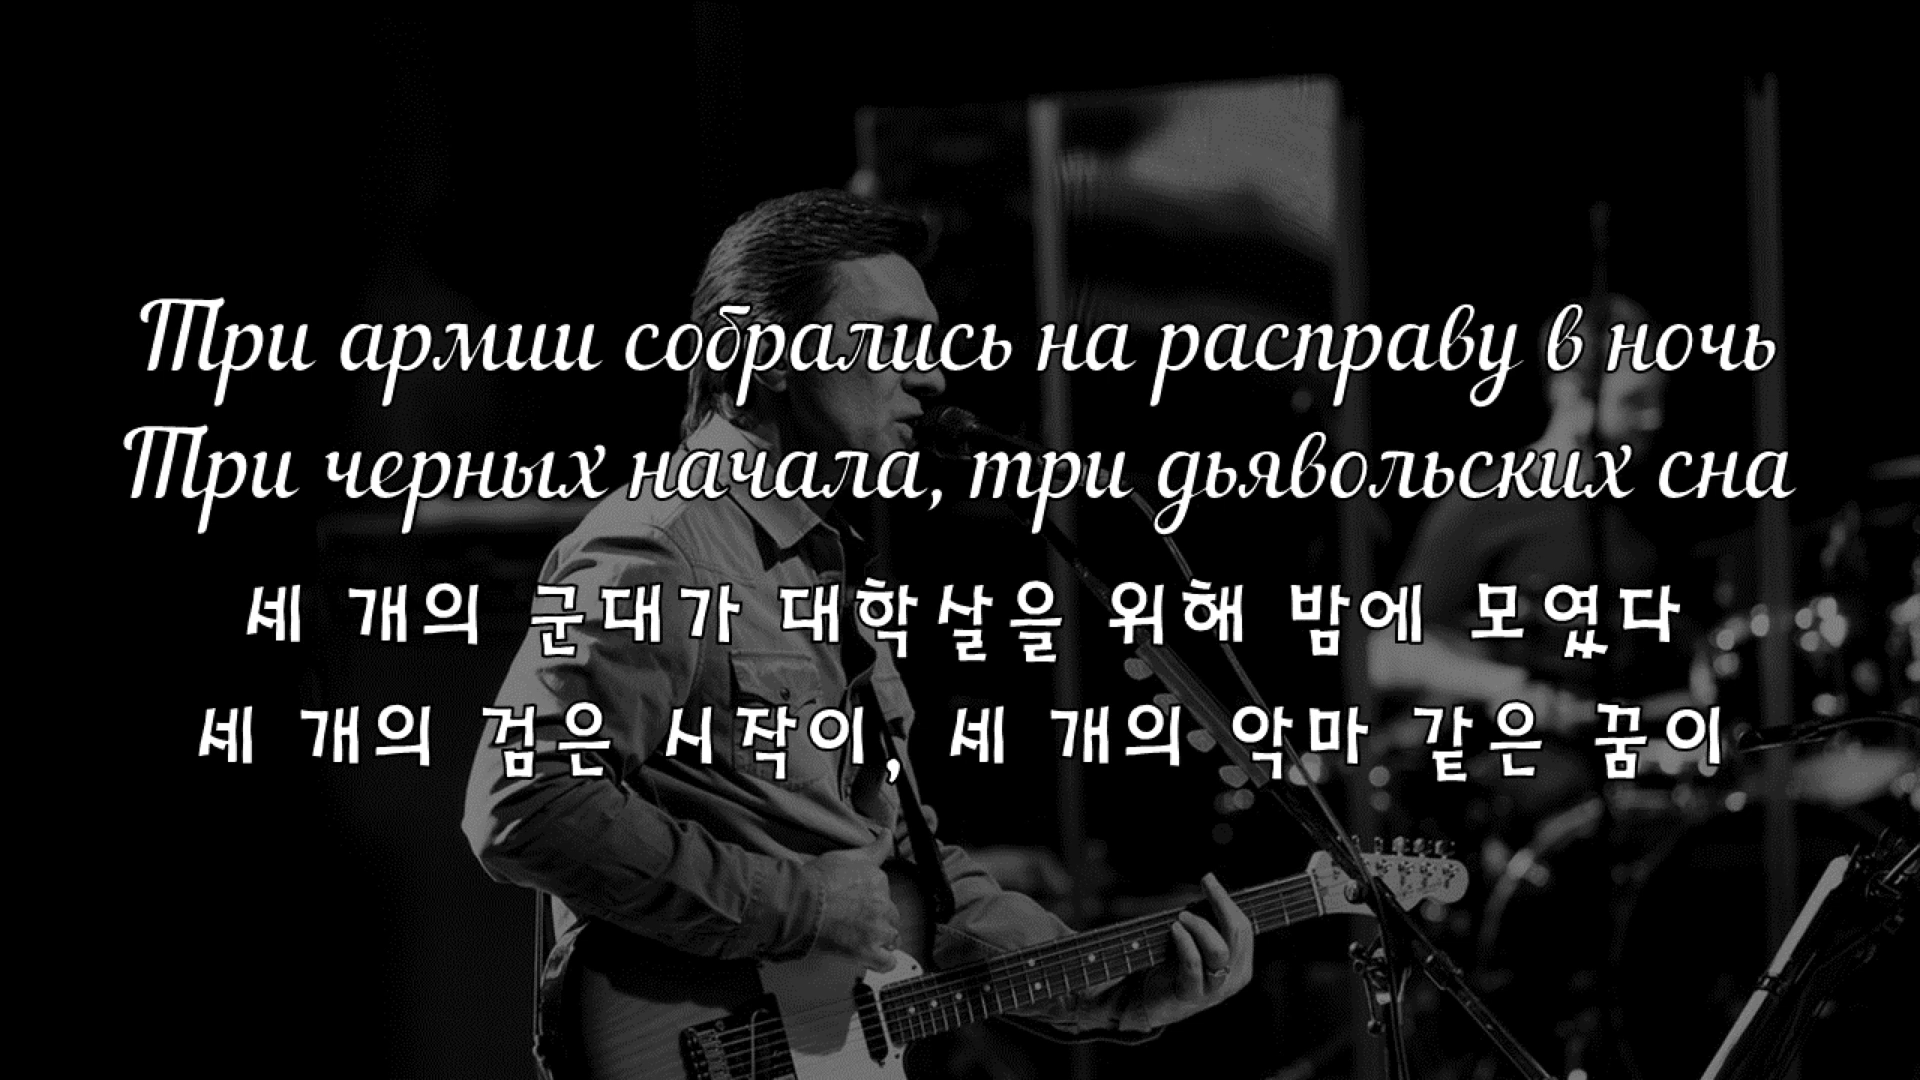 Три армии собрались на расправу в ночь
Три черных начала, три дьявольских сна
세 개의 군대가 대학살을 위해 밤에 모였다
세 개의 검은 시작이, 세 개의 악마 같은 꿈이